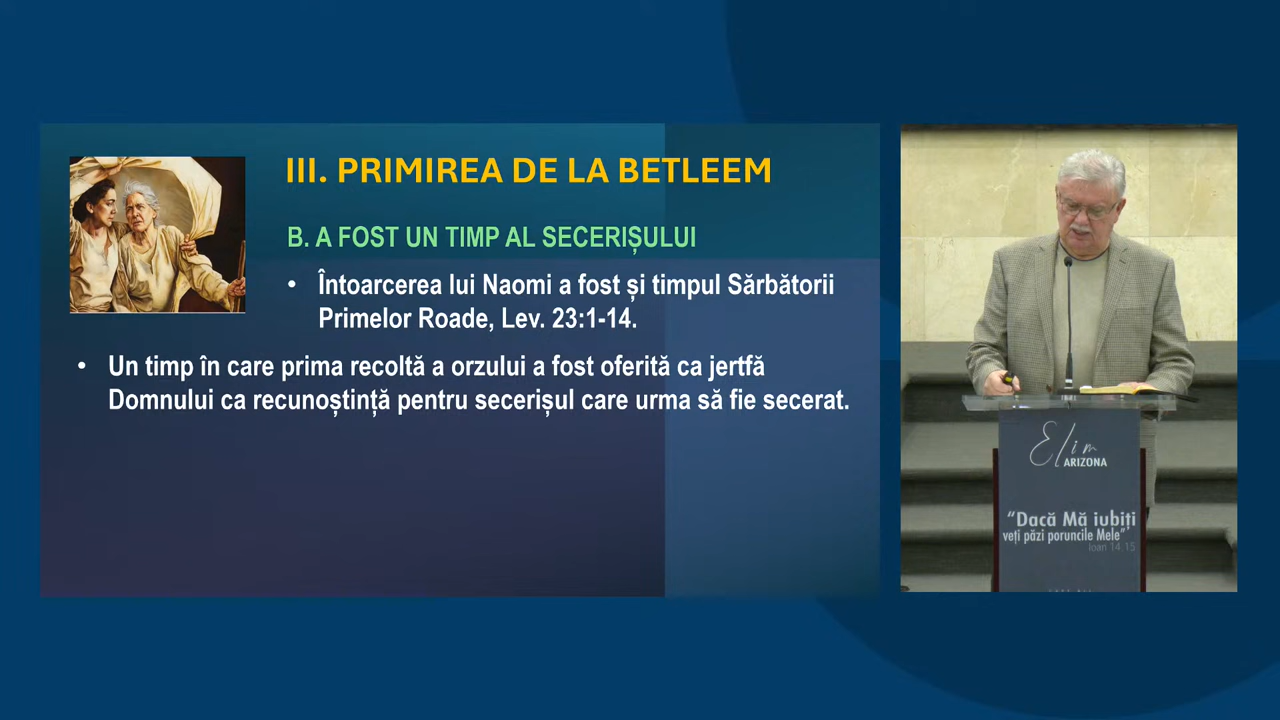 III. PRIMIREA DE LA BETLEEM
B. A FOST UN TIMP AL SECERIȘULUI
• Întoarcerea lui Naomi a fost și timpul Sărbătorii
Primelor Roade, Lev. 23:1-14.
• Un timp în care prima recoltă a orzului a fost oferită ca jertfă
Domnului ca recunoștință pentru secerișul care urma să fie secerat.
Elim
ARIZONA
“Dacă Mă iubiți
veți păzi poruncile Mele”
Ioan 14:15